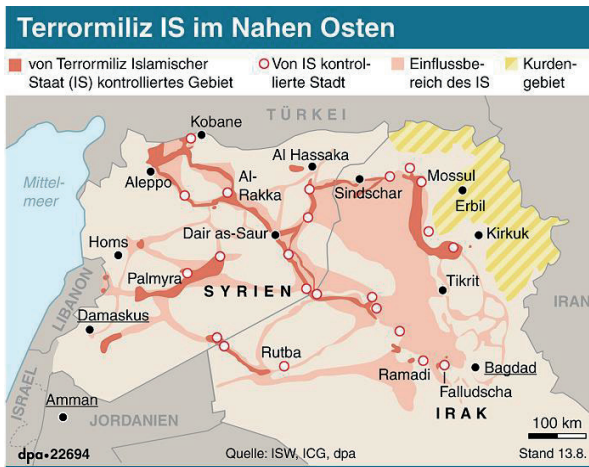 Terrormiliz IS im Nahen Osten
von Terrormiliz Islamischer
Staat (IS) kontrolliertes Gebiet
Von IS kontrol-
lierte Stadt
Einflussbe-
reich des IS
Kurden-
gebiet
TÜRKEI
Kobane
Al Hassaka
Mossul
Aleppo
Al-
Rakka
Sindschar
Erbil
Mittel-
meer
Dair as-Saur
Kirkuk
Homs
Palmyra
SYRIEN
Tikrit
LIBANON
IRAN
Damaskus
Rutba
Bagdad
Ramadi
Falludscha
ISRAEL
Amman
IRAK
JORDANIEN
100 km
dpa•22694
Quelle: ISW, ICG, dpa
Stand 13.8.